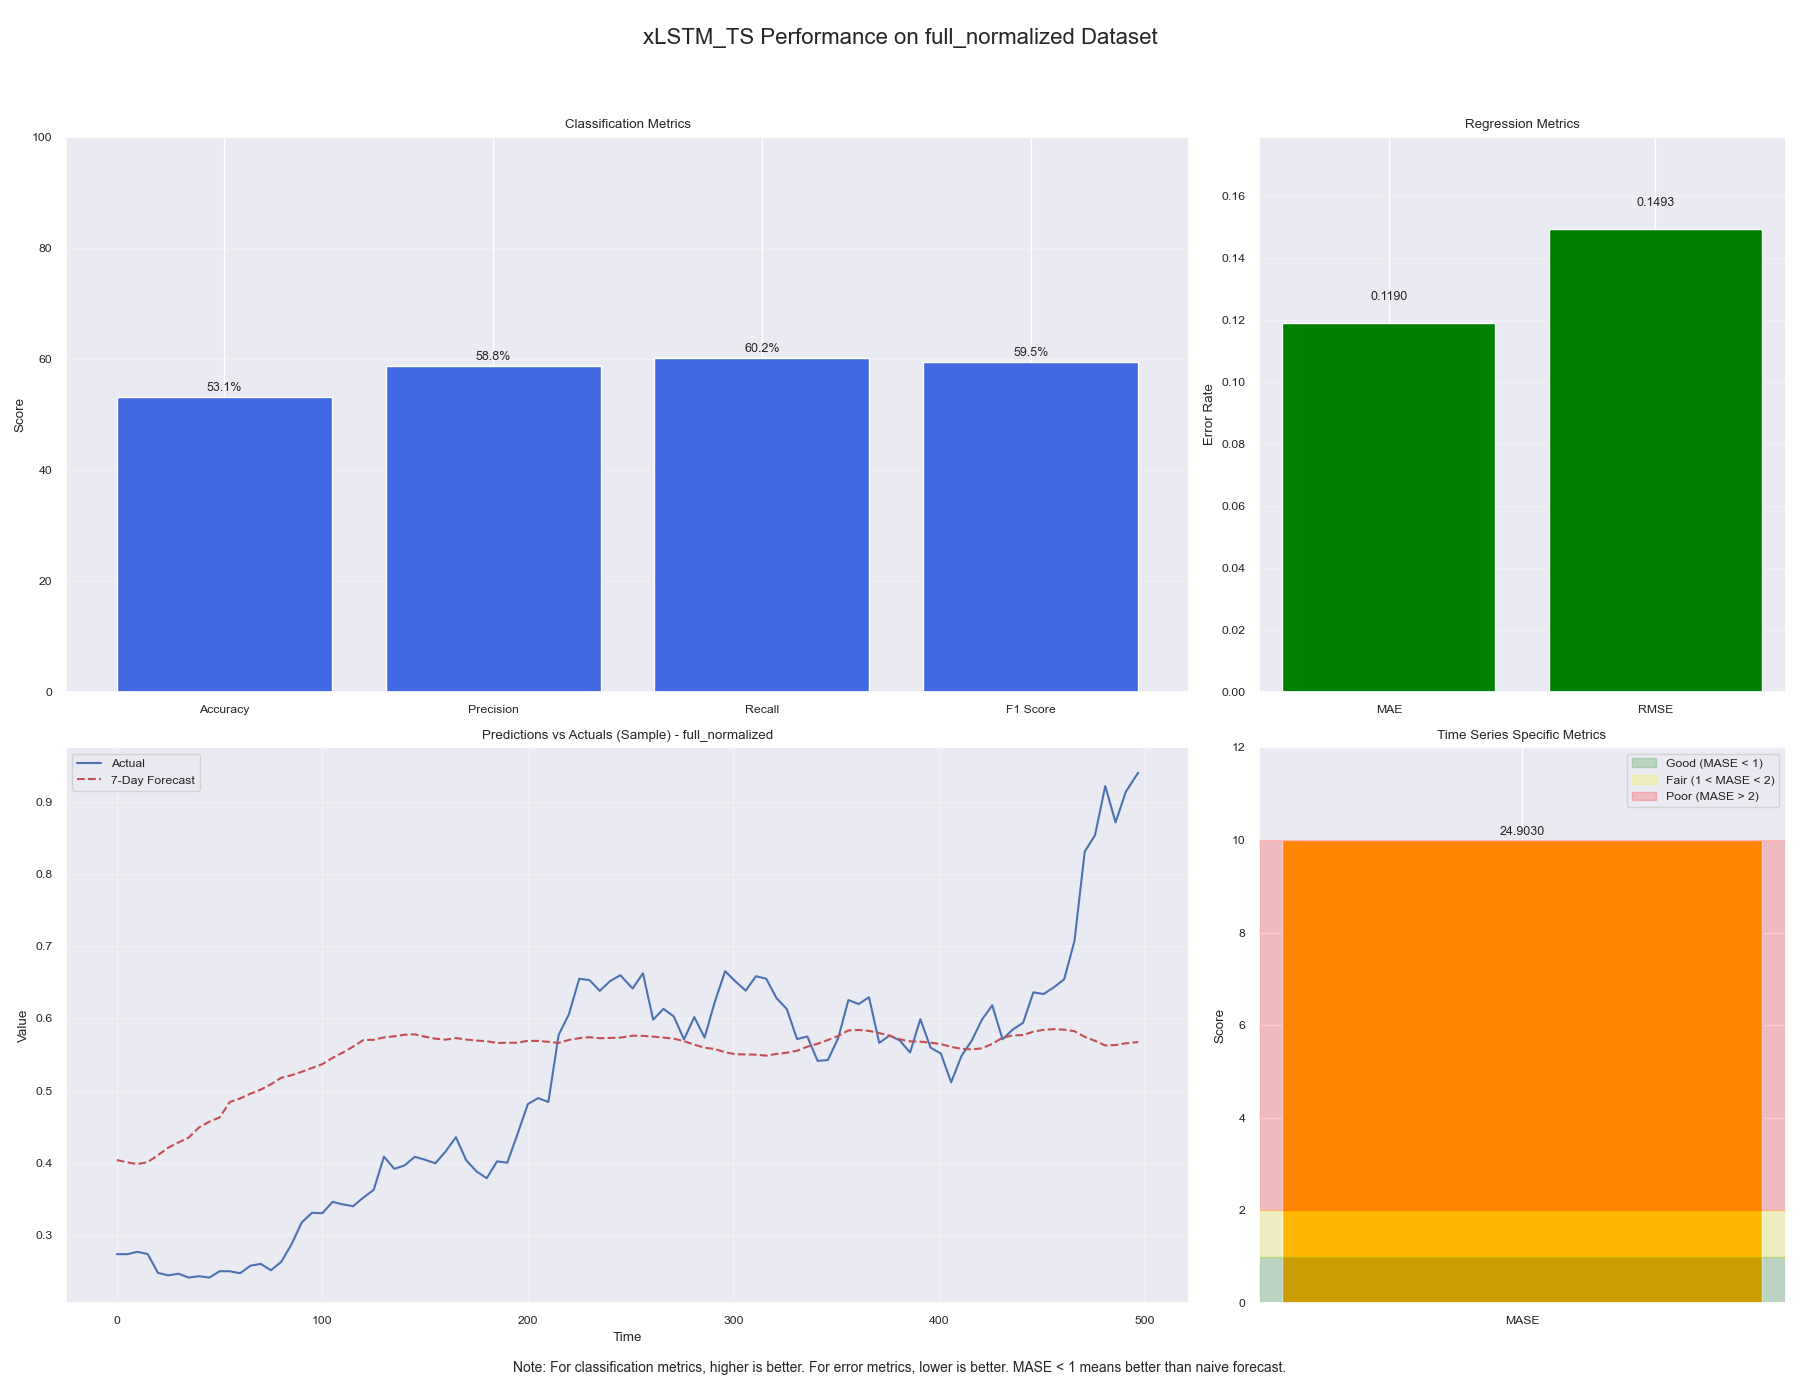 xLSTM_TS Performance on full_normalized Dataset
Classification Metrics
100
80
60
40
20
0
Score
53.1%
58.8%
60.2%
59.5%
Accuracy
Precision
Recall
F1 Score
Regression Metrics
0.16
0.14
0.12
0.10
0.08
0.06
0.04
0.02
0.00
Error Rate
0.1190
0.1493
MAE
RMSE
Predictions vs Actuals (Sample) - full_normalized
Actual
7-Day Forecast
0.9
0.8
0.7
0.6
0.5
0.4
0.3
Value
0
100
200
300
400
500
Time
Time Series Specific Metrics
Good (MASE < 1)
Fair (1 < MASE < 2)
Poor (MASE > 2)
12
10
8
6
4
2
0
Score
24.9030
MASE
Note: For classification metrics, higher is better. For error metrics, lower is better. MASE < 1 means better than naive forecast.